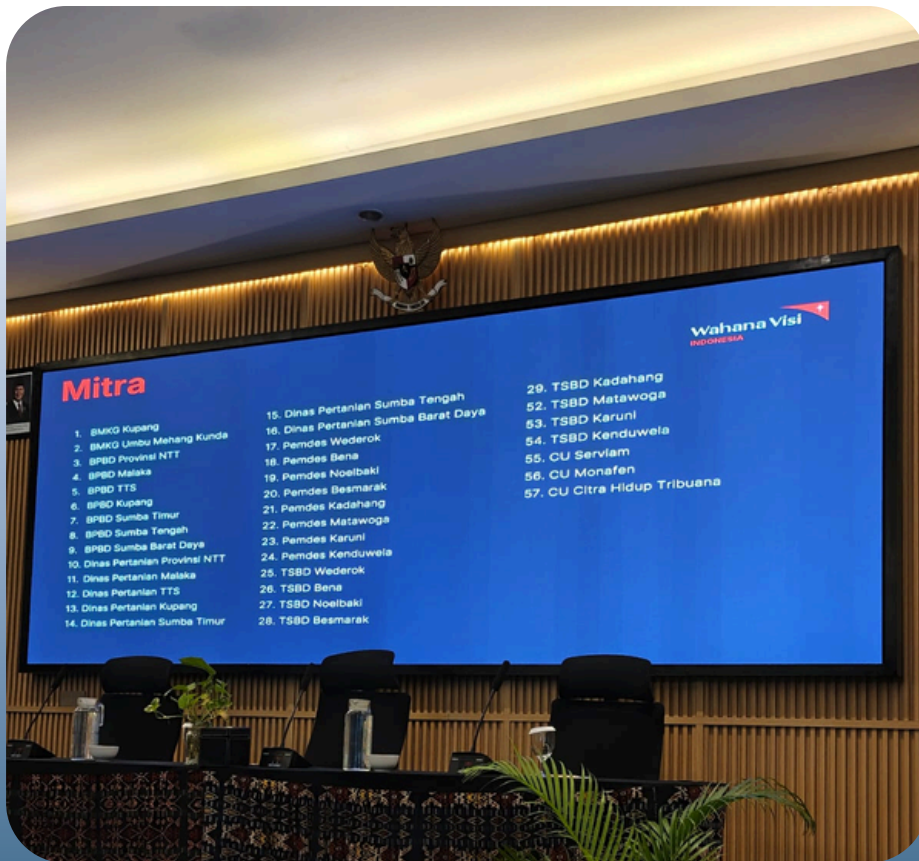 Wahana Visi
INDONESIA
Mitra
1. BMKG Kupang
2. BMKG Umbu Mehang Kunda
3. BPBD Provinsi NTT
4. BPBD Malaka
5. BPBD TTS
6. BPBD Kupang
7. BPBD Sumba Timur
8. BPBD Sumba Tengah
9. BPBD Sumba Barat Daya
10. Dinas Pertanian Provinsi NTT
11. Dinas Pertanian Malaka
12. Dinas Pertanian TTS
13. Dinas Pertanian Kupang
14. Dinas Pertanian Sumba Timur
15. Dinas Pertanian Sumba Tengah
16. Dinas Pertanian Sumba Barat Daya
17. Pemdes Wederok
18. Pemdes Bena
19. Pemdes Noelbaki
20. Pemdes Besmarak
21. Pemdes Kadahang
22. Pemdes Matawoga
23. Pemdes Karuni
24. Pemdes Kenduwela
25. TSBD Wederok
26. TSBD Bena
27. TSBD Noelbaki
28. TSBD Besmarak
29. TSBD Kadahang
52. TSBD Matawoga
53. TSBD Karuni
54. TSBD Kenduwela
55. CU Serviam
56. CU Monafen
57. CU Citra Hidup Tribuana